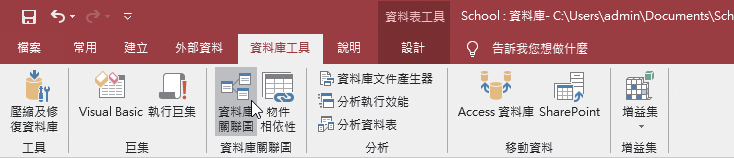 資料表工具 School : 資料庫- C:\Users\admin\Documents\Sch
檔案 常用 建立 外部資料 資料庫工具 說明 設計 告訴我您想做什麼
壓縮及修復資料庫 Visual Basic 執行巨集 資料庫關聯圖 物件相依性 資料庫文件產生器 分析執行效能 分析資料表 Access 資料庫 SharePoint 增益集
工具 巨集 資料庫關聯圖 分析 移動資料 增益集